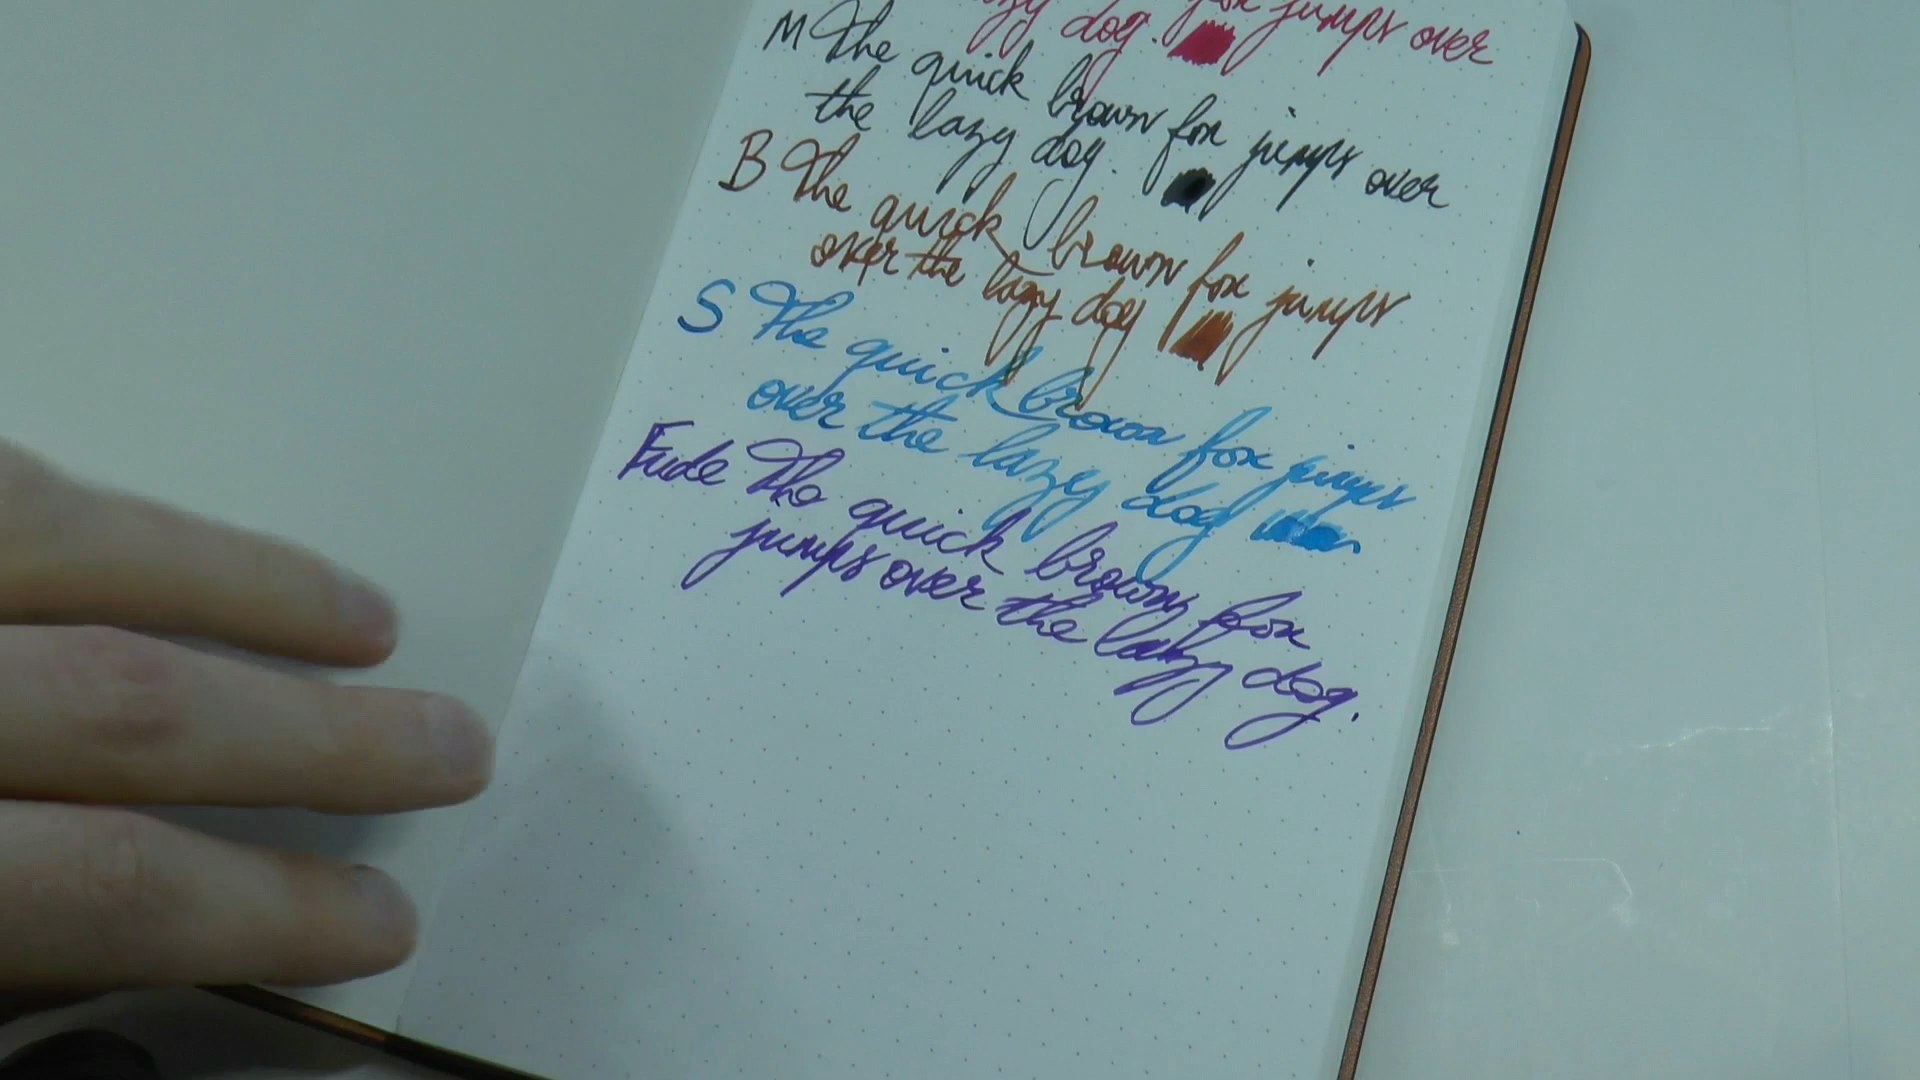 fox jumps over
lazy dog.
M The quick brown fox jumps over
the lazy dog.
B The quick brown fox jumps
over the lazy dog
S The quick brown fox jumps
over the lazy dog
Fude The quick brown fox
jumps over the lazy dog.